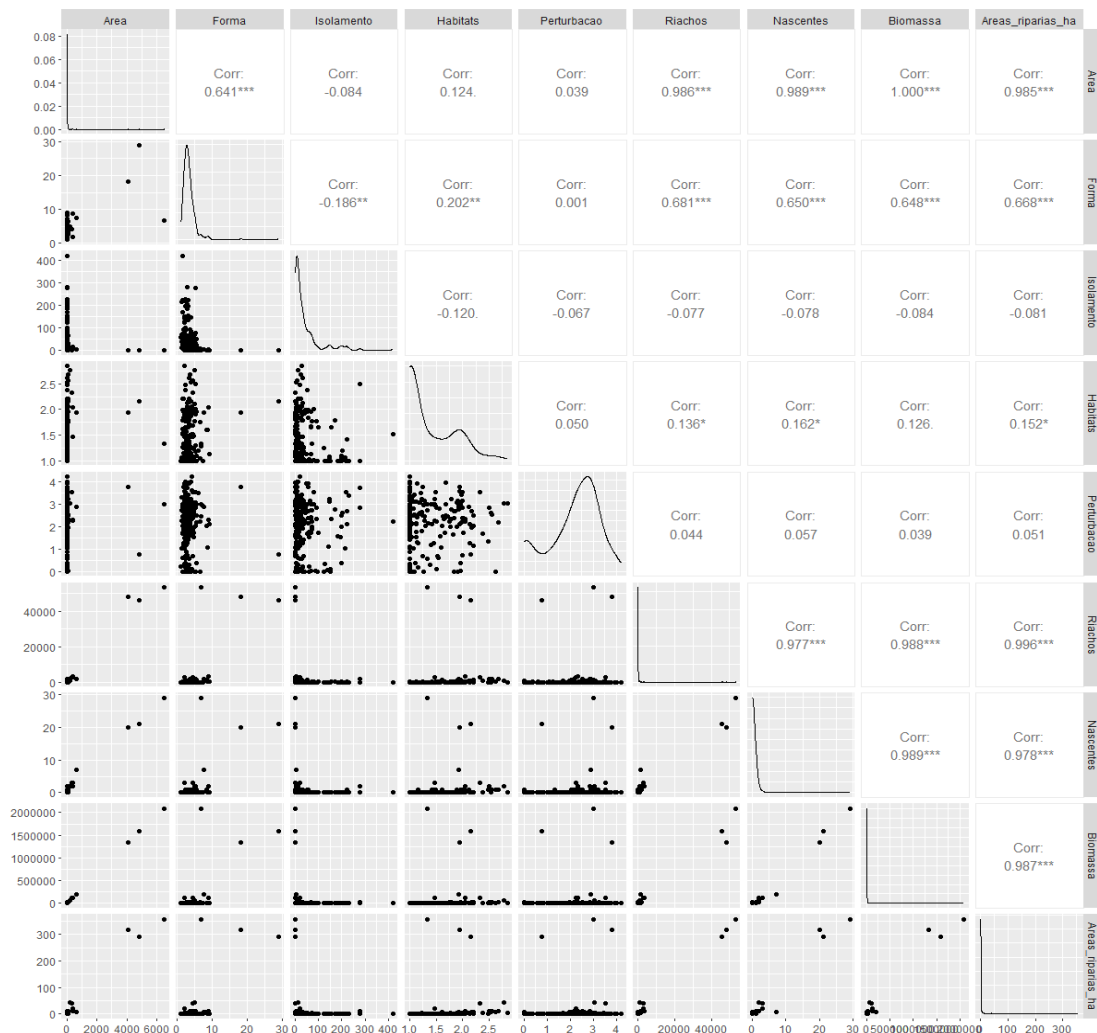 Area Forma Isolamento Habitats Perturbacao Riachos Nascentes Biomassa Areas_riparias_ha
0.08
0.06
0.04
0.02
0.00
Corr: Corr: Corr: Corr: Corr: Corr: Corr: Corr:
0.641*** -0.084 0.124. 0.039 0.986*** 0.989*** 1.000*** 0.985***
Area
30
20
10
0
Corr: Corr: Corr: Corr: Corr: Corr: Corr:
-0.186** 0.202** 0.001 0.681*** 0.650*** 0.648*** 0.668***
Forma
400
300
200
100
0
Corr: Corr: Corr: Corr: Corr: Corr:
-0.120. -0.067 -0.077 -0.078 -0.084 -0.081
Isolamento
2.5
2.0
1.5
1.0
Corr: Corr: Corr: Corr: Corr:
0.050 0.136* 0.162* 0.126. 0.152*
Habitats
4
3
2
1
0
Corr: Corr: Corr: Corr:
0.044 0.057 0.039 0.051
Perturbacao
40000
20000
0
Corr: Corr: Corr:
0.977*** 0.988*** 0.996***
Riachos
30
20
10
0
Corr: Corr:
0.989*** 0.978***
Nascentes
2000000
1500000
1000000
500000
0
Corr:
0.987***
Biomassa
300
200
100
0
Areas_riparias_ha
0 2000 4000 6000 0 10 20 30 0 100 200 300 400 1.0 1.5 2.0 2.5 0 1 2 3 4 0 20000 40000 0 10 20 30 0 500000 1000000 1500000 2000000 0 100 200 300